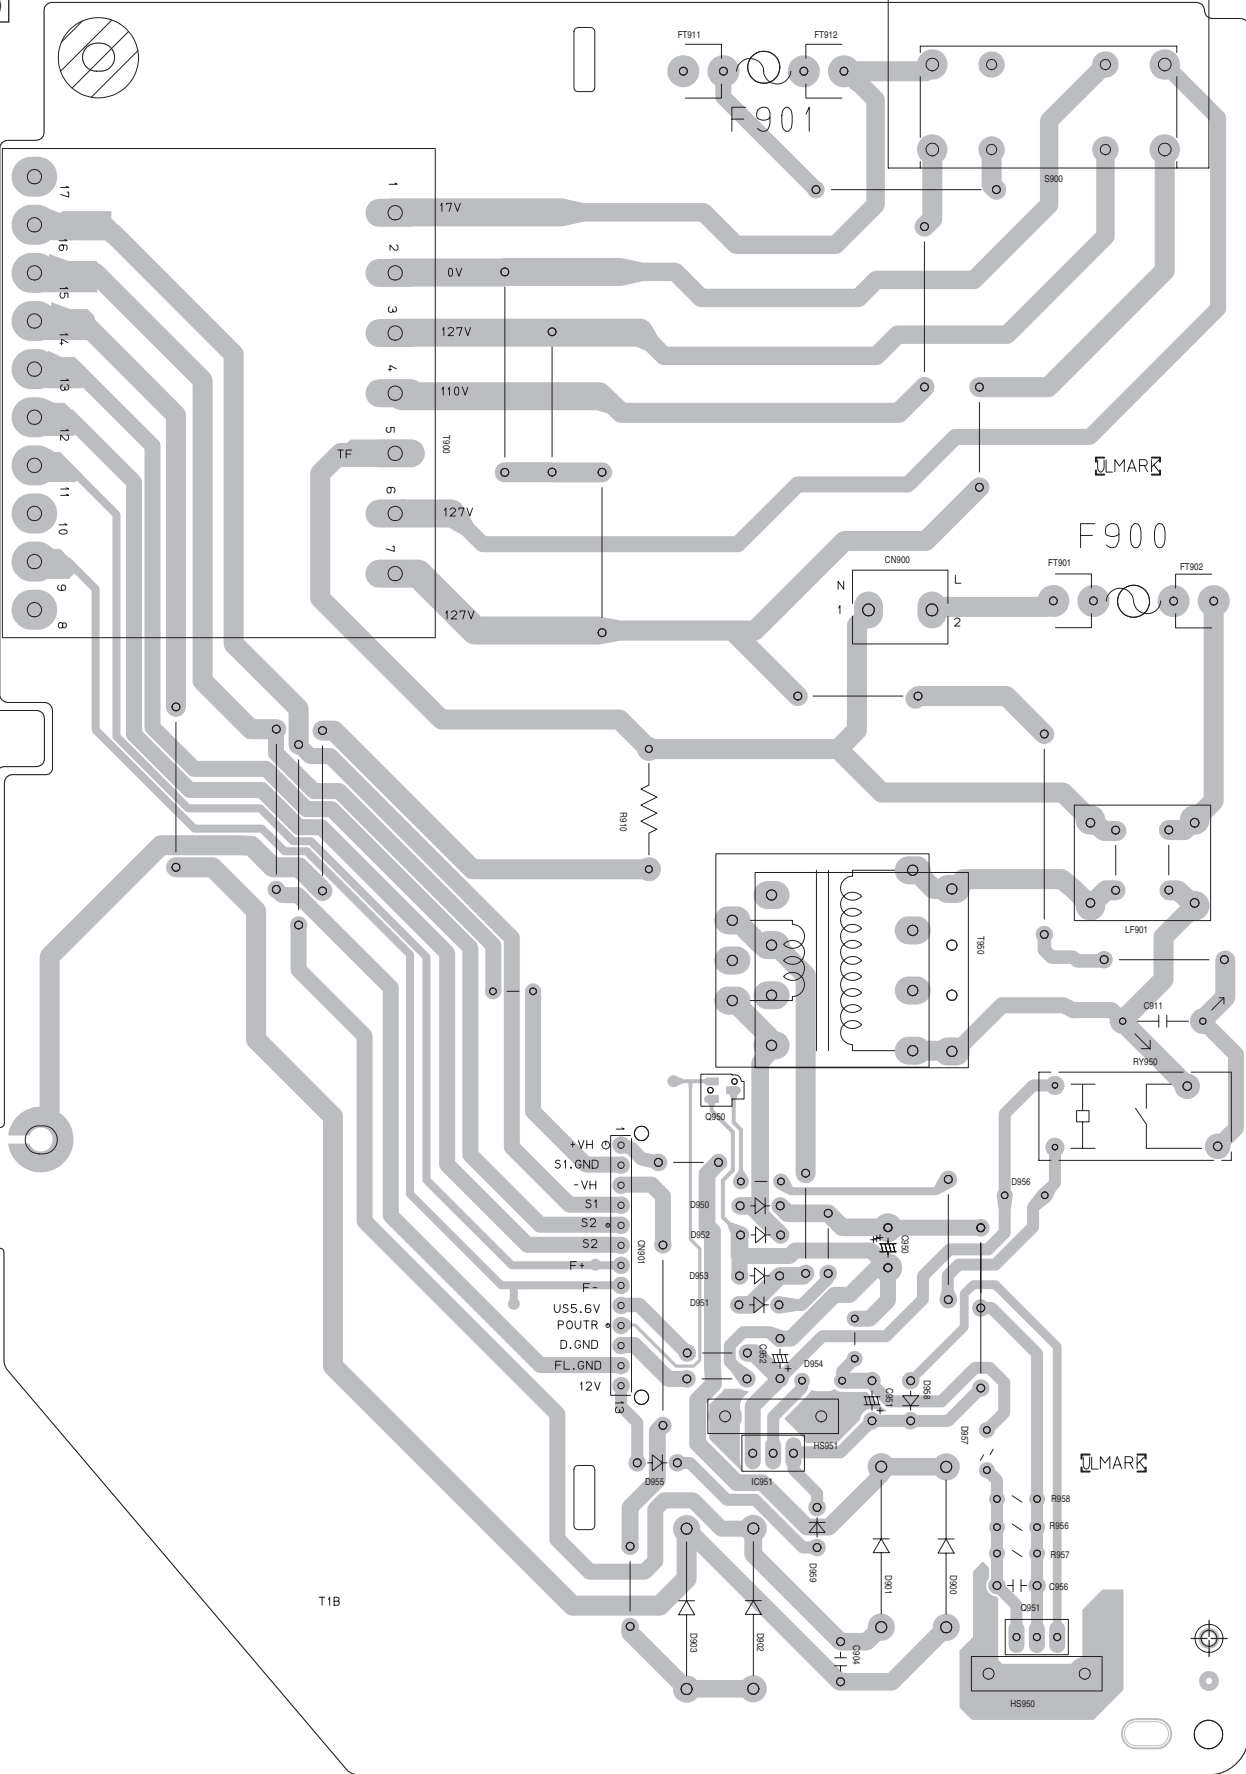 FT911
FT912
F901
S900
17
16
15
14
13
12
11
10
9
8
1
2
3
4
5
6
7
17V
0V
127V
110V
TF
T900
127V
127V
ULMARK
F900
CN900
N
L
1
2
FT901
FT902
R910
LF901
T950
C911
RY950
Q950
1
+VH
S1.GND
-VH
S1
S2
S2
F+
F-
US5.6V
POUTR
D.GND
FL.GND
12V
13
CN901
D950
D952
D953
D951
D956
C950
C952
D954
C951
D958
D957
HS951
IC951
D955
ULMARK
R958
R956
R957
C956
Q951
D959
D901
D900
T1B
D903
D902
C904
HS950